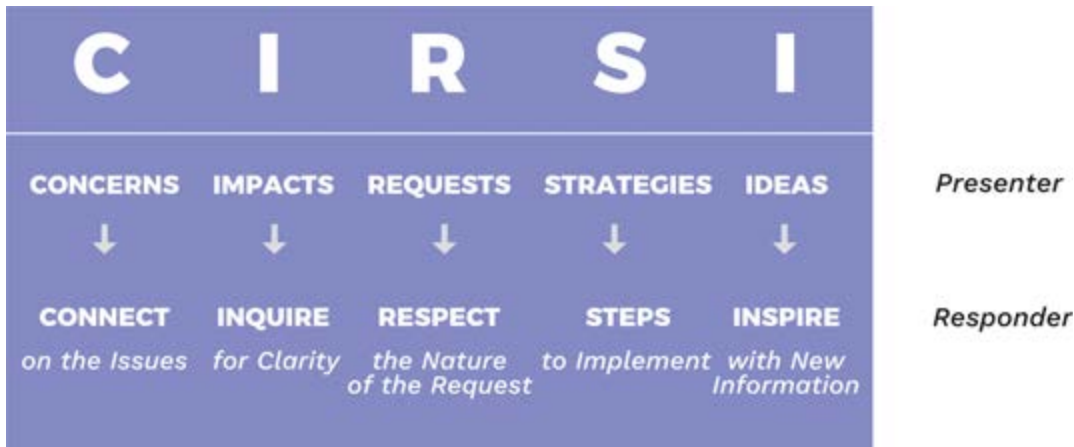 C I R S I
CONCERNS IMPACTS REQUESTS STRATEGIES IDEAS Presenter
CONNECT INQUIRE RESPECT STEPS INSPIRE Responder
on the Issues for Clarity the Nature to Implement with New
of the Request Information